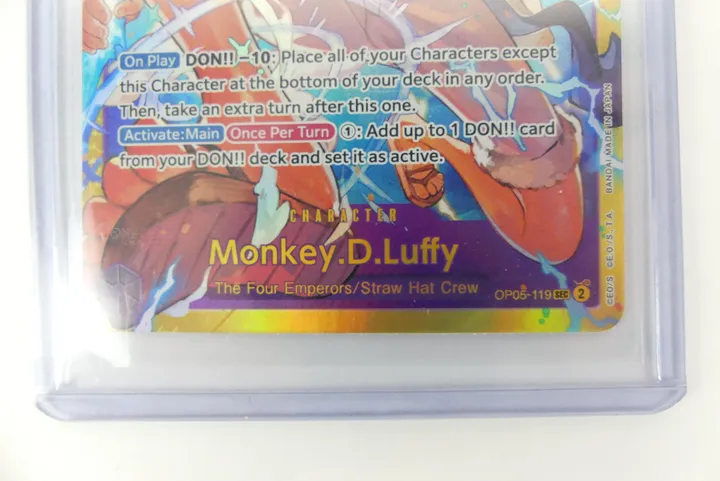 On Play DON!! −10: Place all of your Characters except
this Character at the bottom of your deck in any order.
Then, take an extra turn after this one.
Activate:Main Once Per Turn ①: Add up to 1 DON!! card
from your DON!! deck and set it as active.
CHARACTER
Monkey.D.Luffy
The Four Emperors/Straw Hat Crew
OP05-119 SEC 2
©E.O/S. ©E.O./S.,T.A. BANDAI MADE IN JAPAN